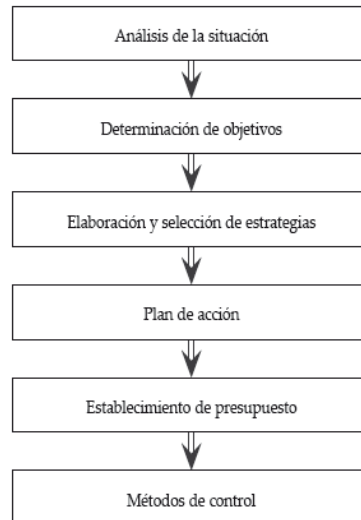 Análisis de la situación
Determinación de objetivos
Elaboración y selección de estrategias
Plan de acción
Establecimiento de presupuesto
Métodos de control